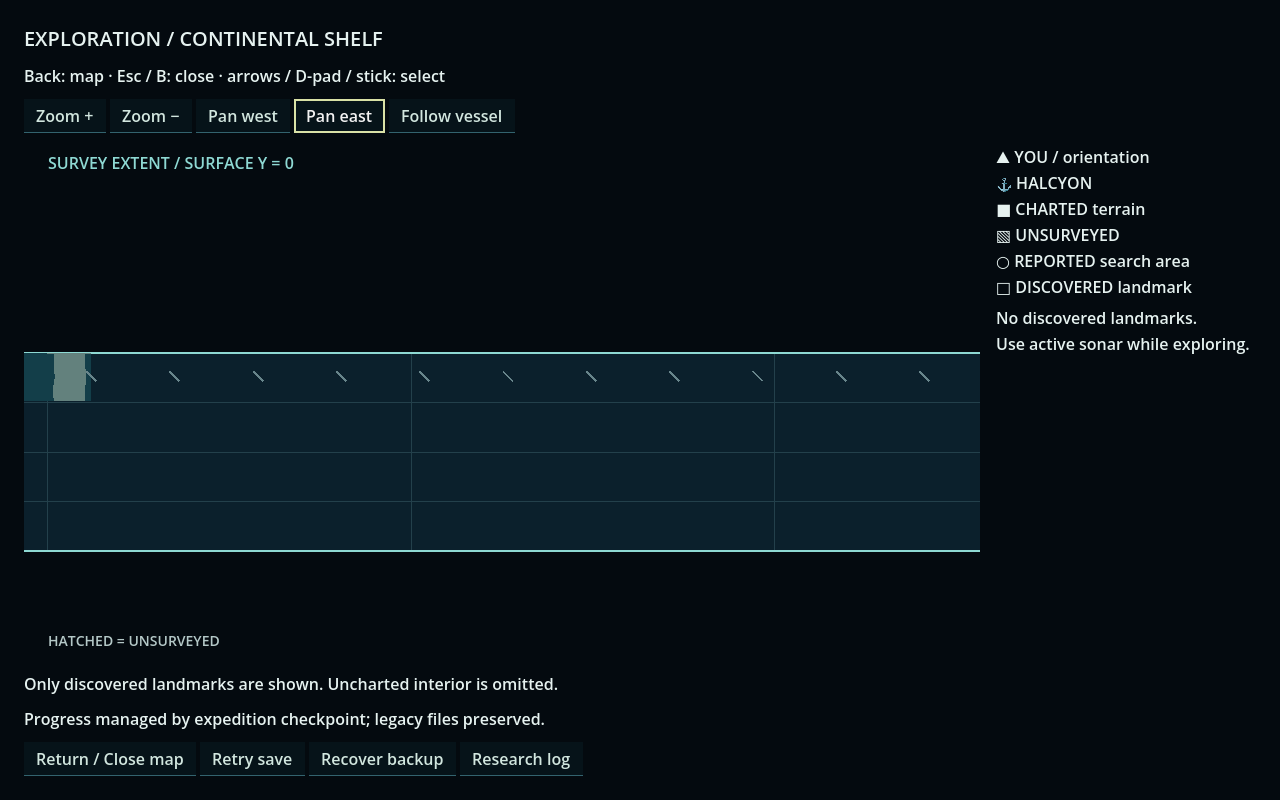 EXPLORATION / CONTINENTAL SHELF
Back: map · Esc / B: close · arrows / D-pad / stick: select
Zoom + Zoom − Pan west Pan east Follow vessel
SURVEY EXTENT / SURFACE Y = 0
▲ YOU / orientation
⚓ HALCYON
■ CHARTED terrain
▧ UNSURVEYED
○ REPORTED search area
□ DISCOVERED landmark
No discovered landmarks.
Use active sonar while exploring.
HATCHED = UNSURVEYED
Only discovered landmarks are shown. Uncharted interior is omitted.
Progress managed by expedition checkpoint; legacy files preserved.
Return / Close map Retry save Recover backup Research log